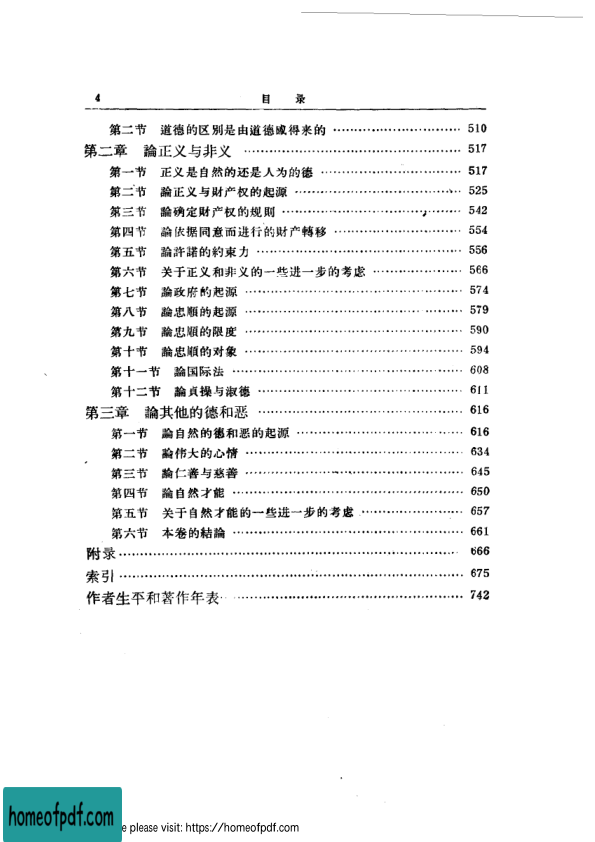 4 目 录
第二节 道德的区别是由道德感得来的 …… 510
第二章 論正义与非义 …… 517
第一节 正义是自然的还是人为的德 …… 517
第二节 論正义与財产权的起源 …… 525
第三节 論确定財产权的規則 …… 542
第四节 論依据同意而进行的財产轉移 …… 554
第五节 論許諾的約束力 …… 556
第六节 关于正义和非义的一些进一步的考虑 …… 566
第七节 論政府的起源 …… 574
第八节 論忠順的起源 …… 579
第九节 論忠順的限度 …… 590
第十节 論忠順的对象 …… 594
第十一节 論国际法 …… 608
第十二节 論貞操与淑德 …… 611
第三章 論其他的德和恶 …… 616
第一节 論自然的德和恶的起源 …… 616
第二节 論伟大的心情 …… 634
第三节 論仁善与慈善 …… 645
第四节 論自然才能 …… 650
第五节 关于自然才能的一些进一步的考虑 …… 657
第六节 本卷的結論 …… 661
附录 …… 666
索引 …… 675
作者生平和著作年表 …… 742
homeofpdf.com
e please visit: https://homeofpdf.com